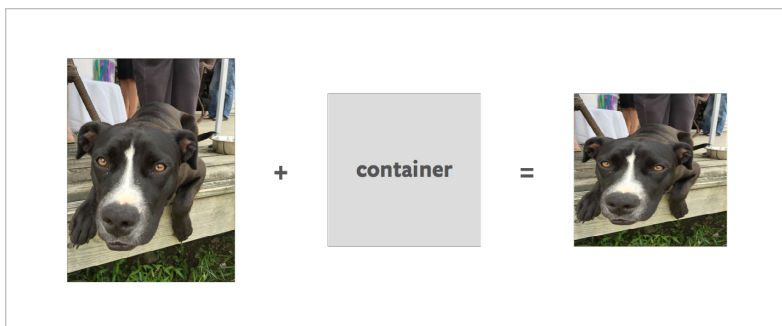 +
container
=